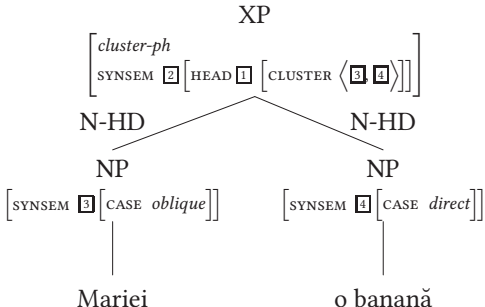 XP
[cluster-ph
SYNSEM [2] [HEAD [1] [CLUSTER ⟨[3], [4]⟩]]]
N-HD N-HD
NP NP
[SYNSEM [3] [CASE oblique]] [SYNSEM [4] [CASE direct]]
Mariei o banană